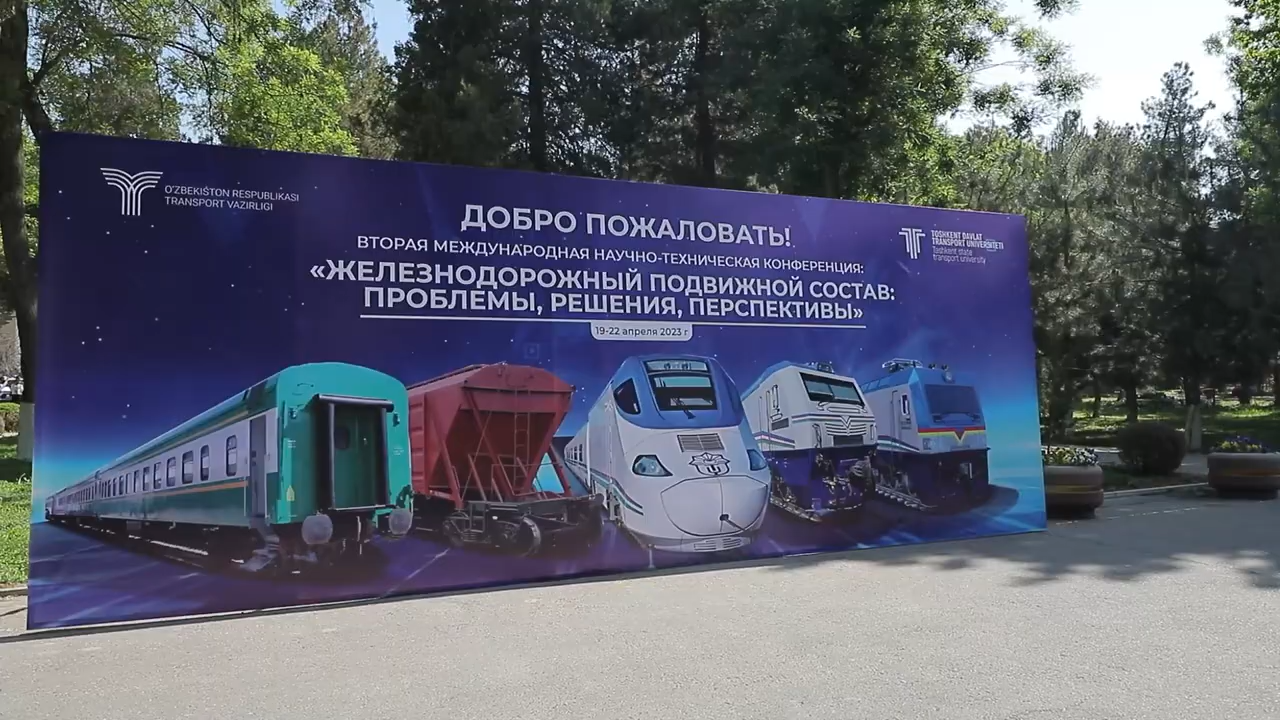 O'ZBEKISTON RESPUBLIKASI
TRANSPORT VAZIRLIGI
ДОБРО ПОЖАЛОВАТЬ!
ВТОРАЯ МЕЖДУНАРОДНАЯ НАУЧНО-ТЕХНИЧЕСКАЯ КОНФЕРЕНЦИЯ:
«ЖЕЛЕЗНОДОРОЖНЫЙ ПОДВИЖНОЙ СОСТАВ:
ПРОБЛЕМЫ, РЕШЕНИЯ, ПЕРСПЕКТИВЫ»
19-22 апреля 2023 г
TOSHKENT DAVLAT
TRANSPORT UNIVERSITETI
Tashkent state
transport university